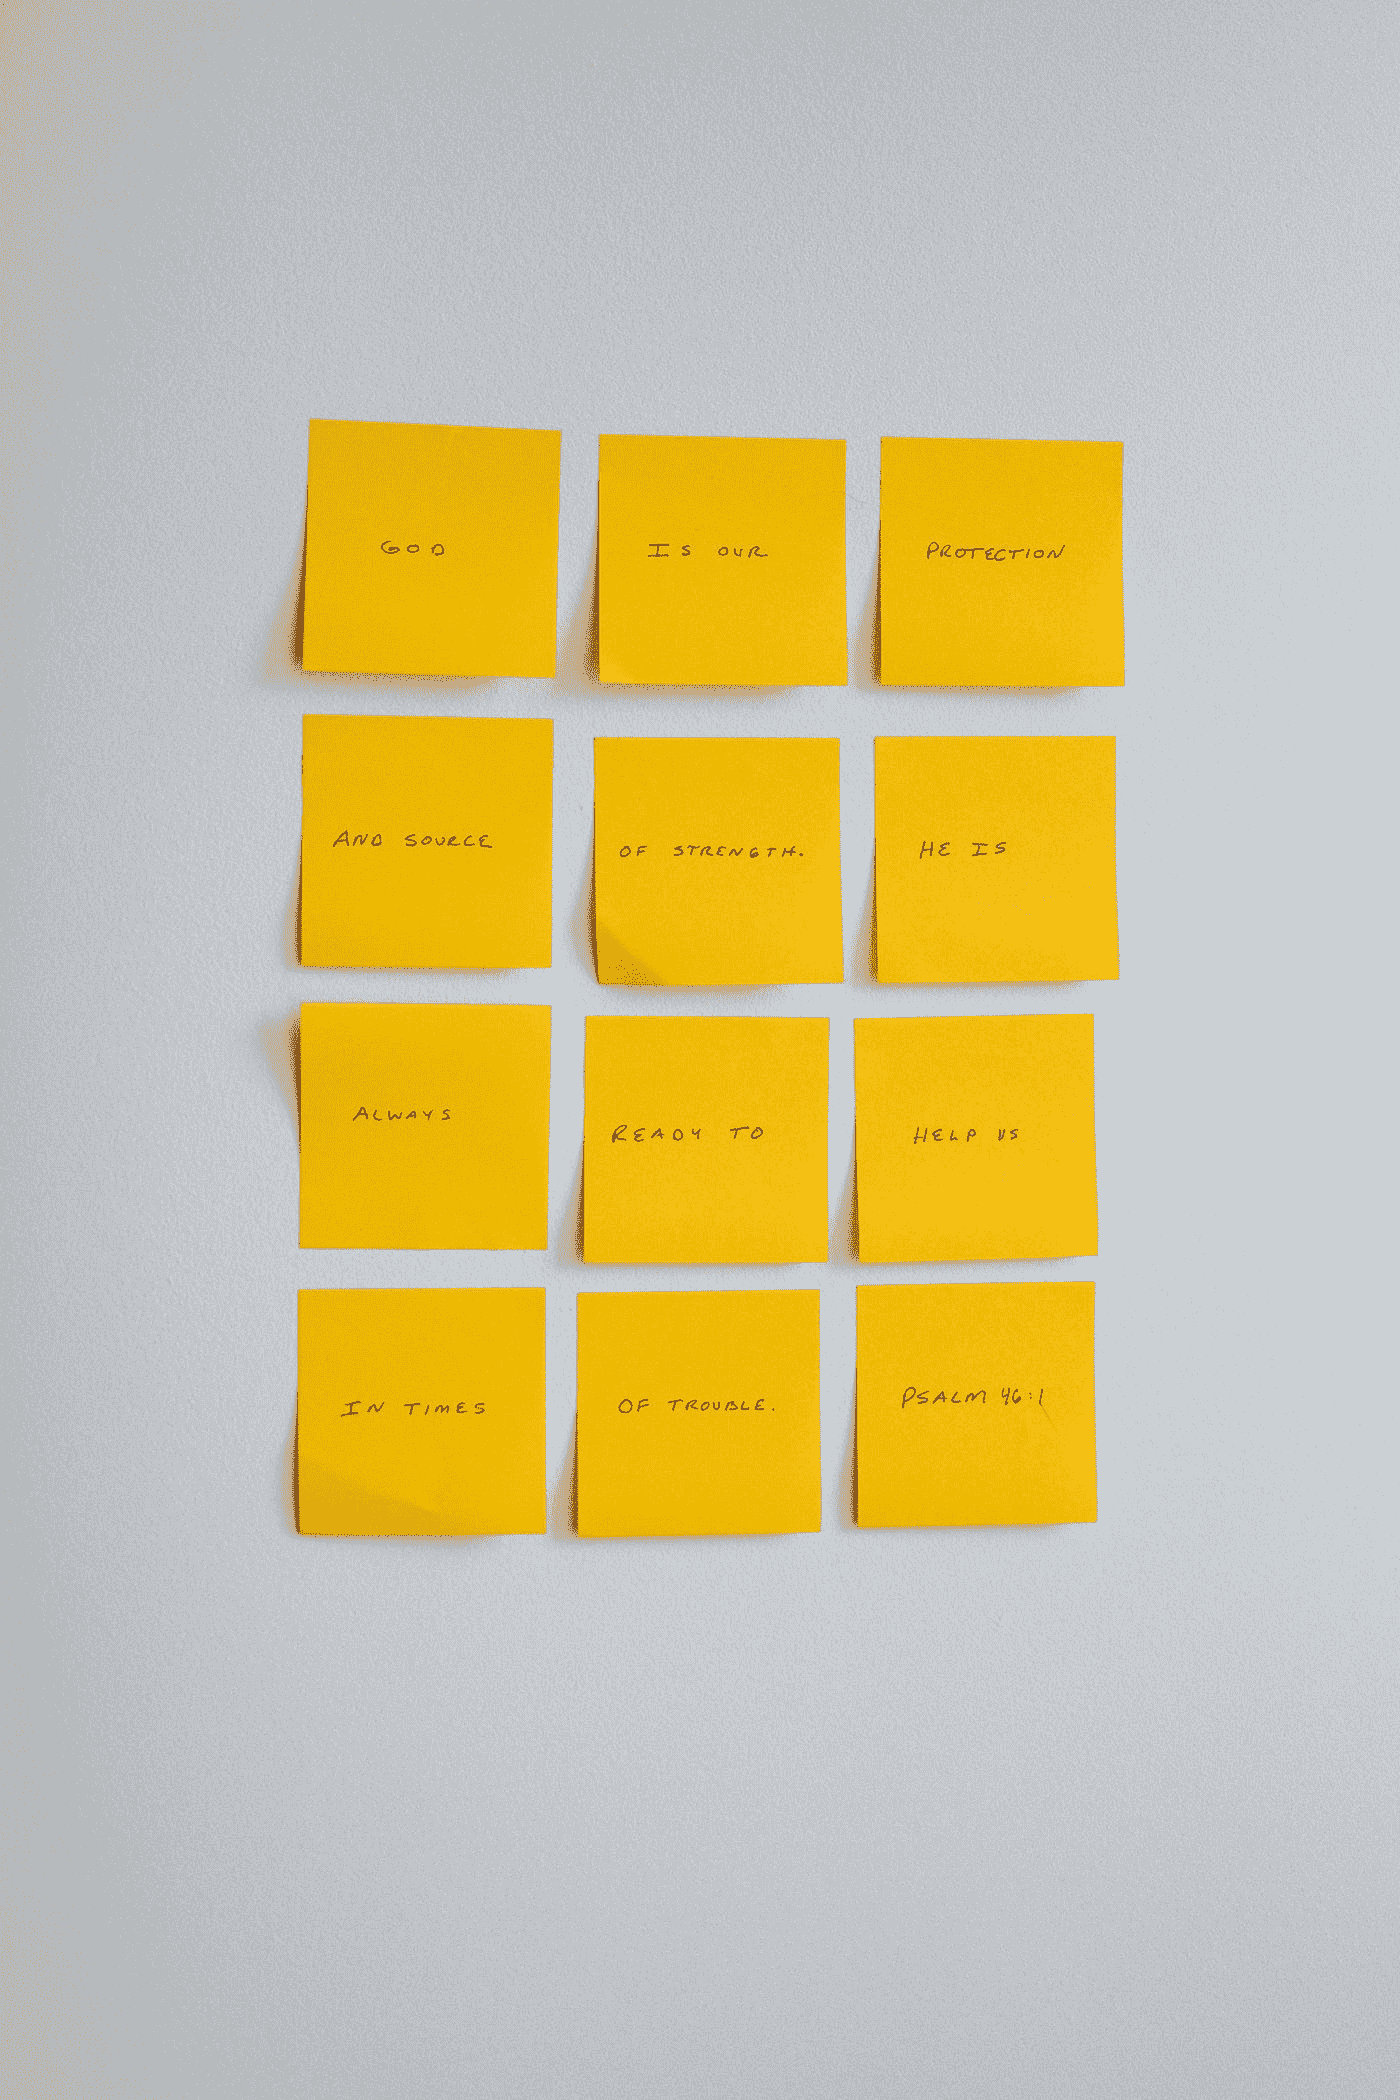 GOD
IS OUR
PROTECTION
AND SOURCE
OF STRENGTH.
HE IS
ALWAYS
READY TO
HELP US
IN TIMES
OF TROUBLE.
PSALM 46:1